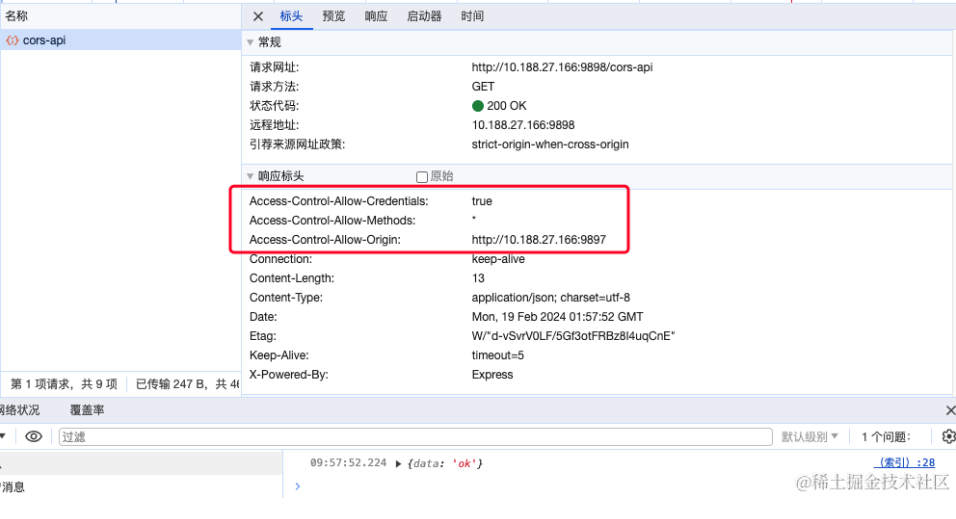 名称
标头 预览 响应 启动器 时间
cors-api
常规
请求网址: http://10.188.27.166:9898/cors-api
请求方法: GET
状态代码: 200 OK
远程地址: 10.188.27.166:9898
引荐来源网址政策: strict-origin-when-cross-origin
响应标头 原始
Access-Control-Allow-Credentials: true
Access-Control-Allow-Methods: *
Access-Control-Allow-Origin: http://10.188.27.166:9897
Connection: keep-alive
Content-Length: 13
Content-Type: application/json; charset=utf-8
Date: Mon, 19 Feb 2024 01:57:52 GMT
Etag: W/"d-vSvrV0LF/5Gf3otFRBz8l4uqCnE"
Keep-Alive: timeout=5
X-Powered-By: Express
第 1 项请求，共 9 项 已传输 247 B，共 46
网络状况 覆盖率
过滤 默认级别 1 个问题:
09:57:52.224 {data: 'ok'} (索引):28
消息
@稀土掘金技术社区